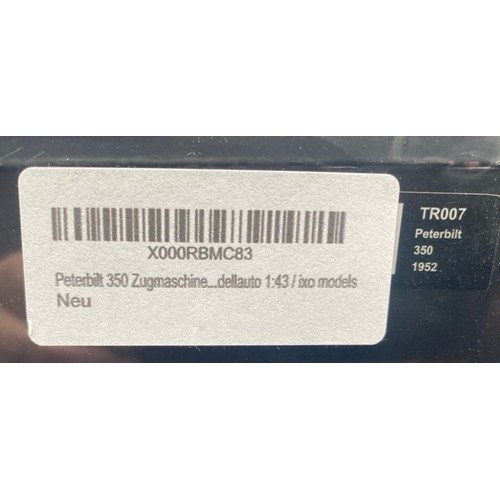 X000RBMC83
Peterbilt 350 Zugmaschine...dellauto 1:43 / ixo models
Neu
TR007
Peterbilt
350
1952